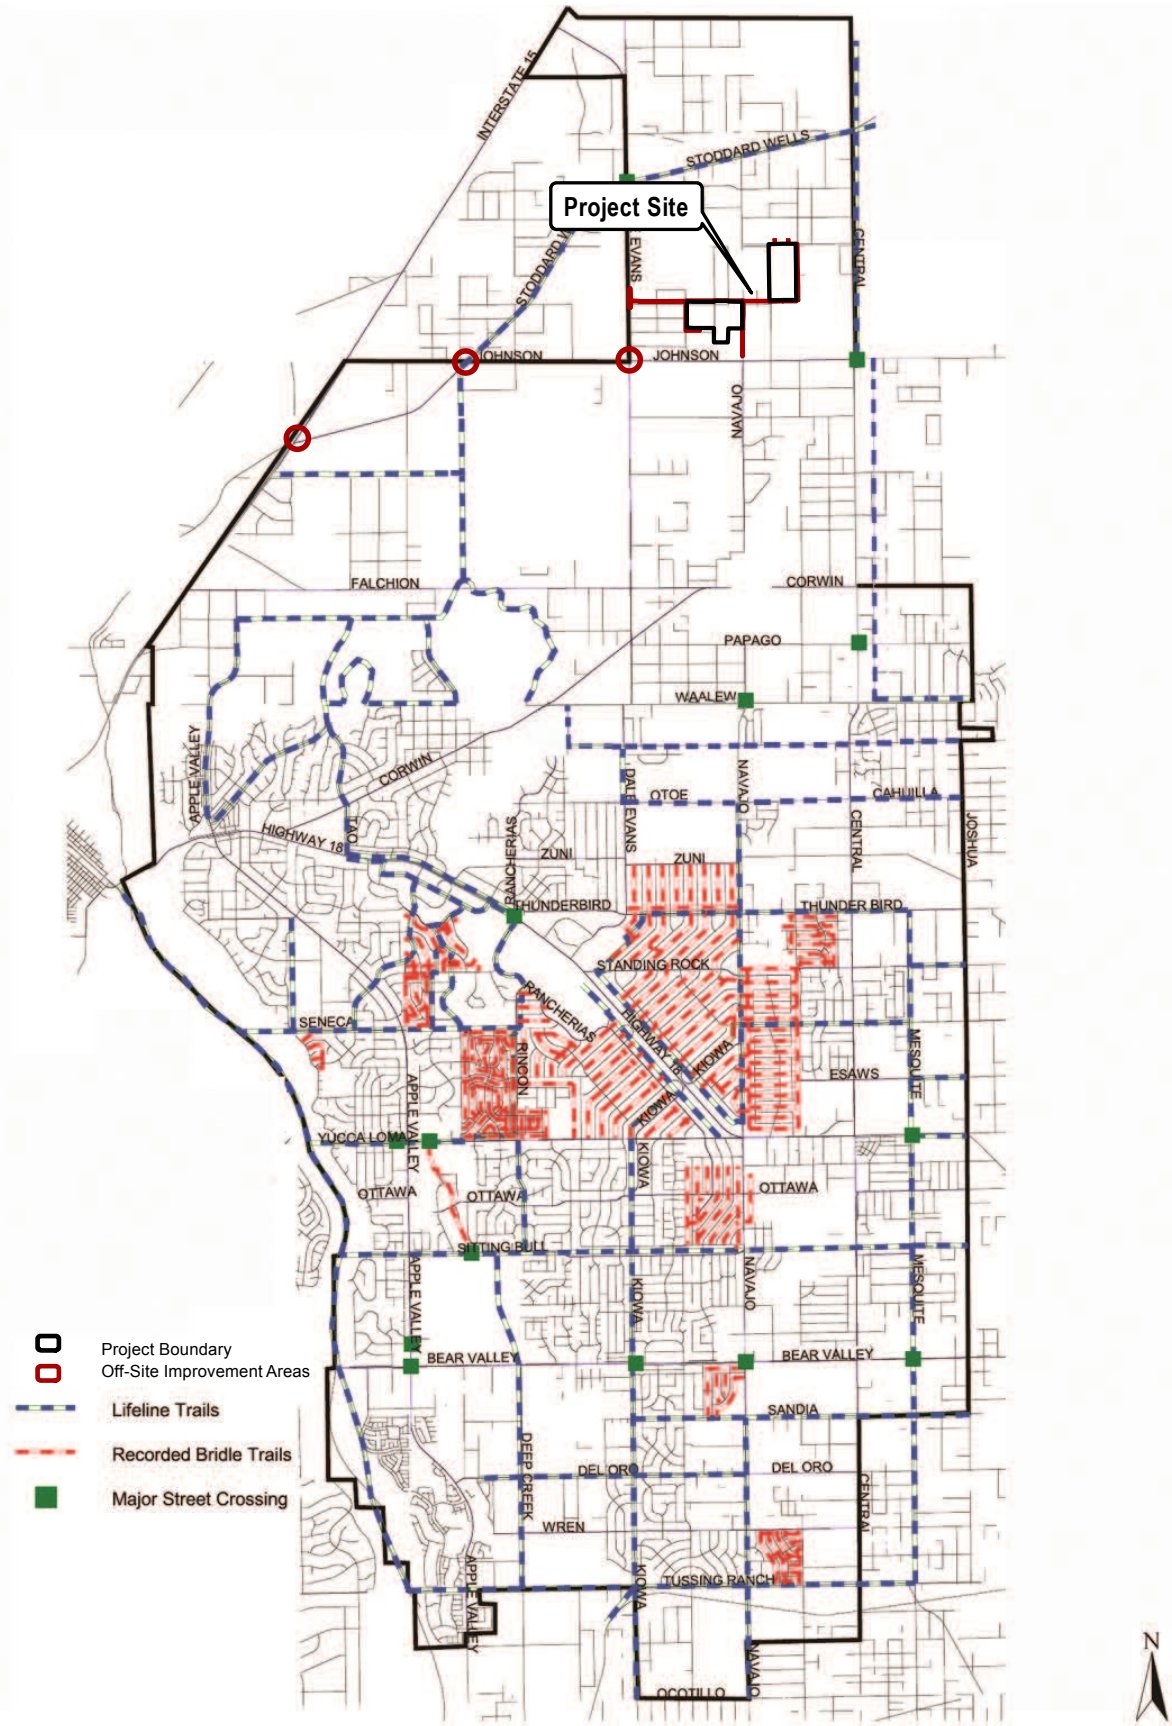 INTERSTATE 15
STODDARD WELLS
Project Site
STODDARD W
E EVANS
CENTRAL
JOHNSON
JOHNSON
NAVAJO
FALCHION
CORWIN
PAPAGO
WAALEW
APPLE VALLEY
CORWIN
DALE EVANS
NAVAJO
OTOE
CAHUILLA
HIGHWAY 18
TAO
RANCHERIAS
ZUNI
ZUNI
CENTRAL
JOSHUA
THUNDERBIRD
THUNDER BIRD
STANDING ROCK
RANCHERIAS
HIGHWAY 18
SENECA
RINCON
KIOWA
MESQUITE
ESAWS
APPLE VALLEY
KIOWA
YUCCA LOMA
KIOWA
OTTAWA
OTTAWA
OTTAWA
SITTING BULL
APPLE VALLEY
KIOWA
NAVAJO
MESQUITE
BEAR VALLEY
BEAR VALLEY
Project Boundary
Off-Site Improvement Areas
Lifeline Trails
Recorded Bridle Trails
Major Street Crossing
SANDIA
DEEP CREEK
DEL ORO
DEL ORO
CENTRAL
WREN
APPLE VALLEY
KIOWA
TUSSING RANCH
NAVAJO
OCOTILLO
N